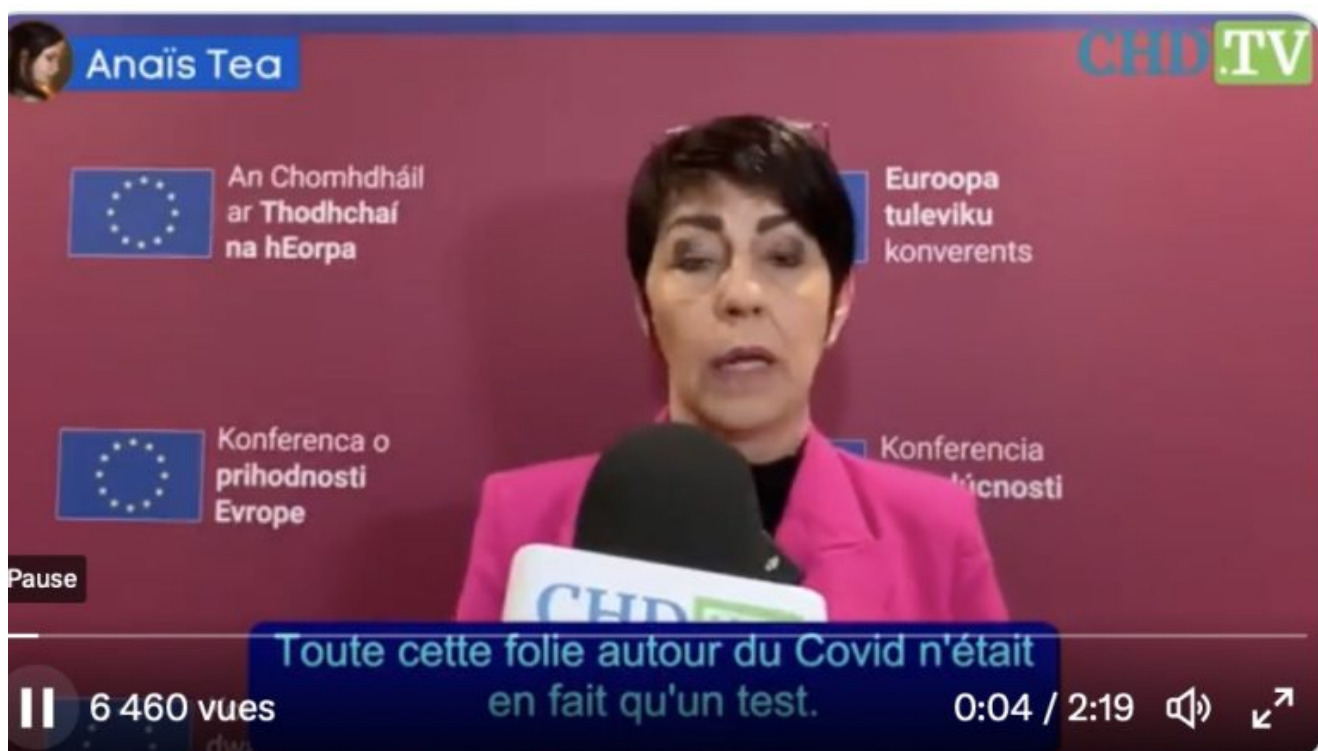 Anaïs Tea
CHD.TV
An Chomhdháil
ar Thodhchaí
na hEorpa
Euroopa
tuleviku
konverents
Konferenca o
prihodnosti
Evrope
Konferencia
úcnosti
Pause
CHD
Toute cette folie autour du Covid n'était
en fait qu'un test.
6 460 vues
0:04 / 2:19